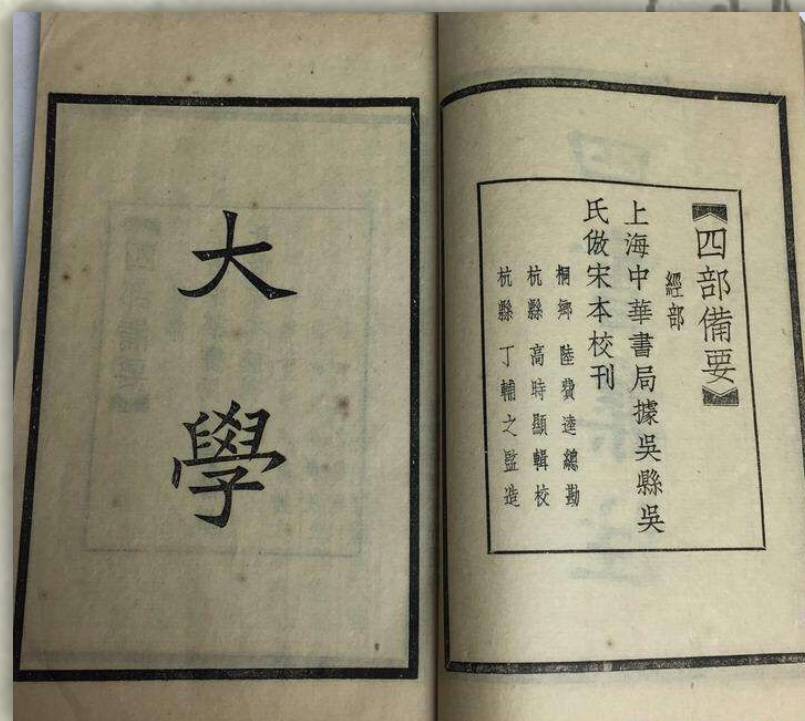 【四部備要】
經部
上海中華書局據吳縣吳
氏倣宋本校刊
桐鄉 陸費逵總勘
杭縣 高時顯輯校
杭縣 丁輔之監造
大學